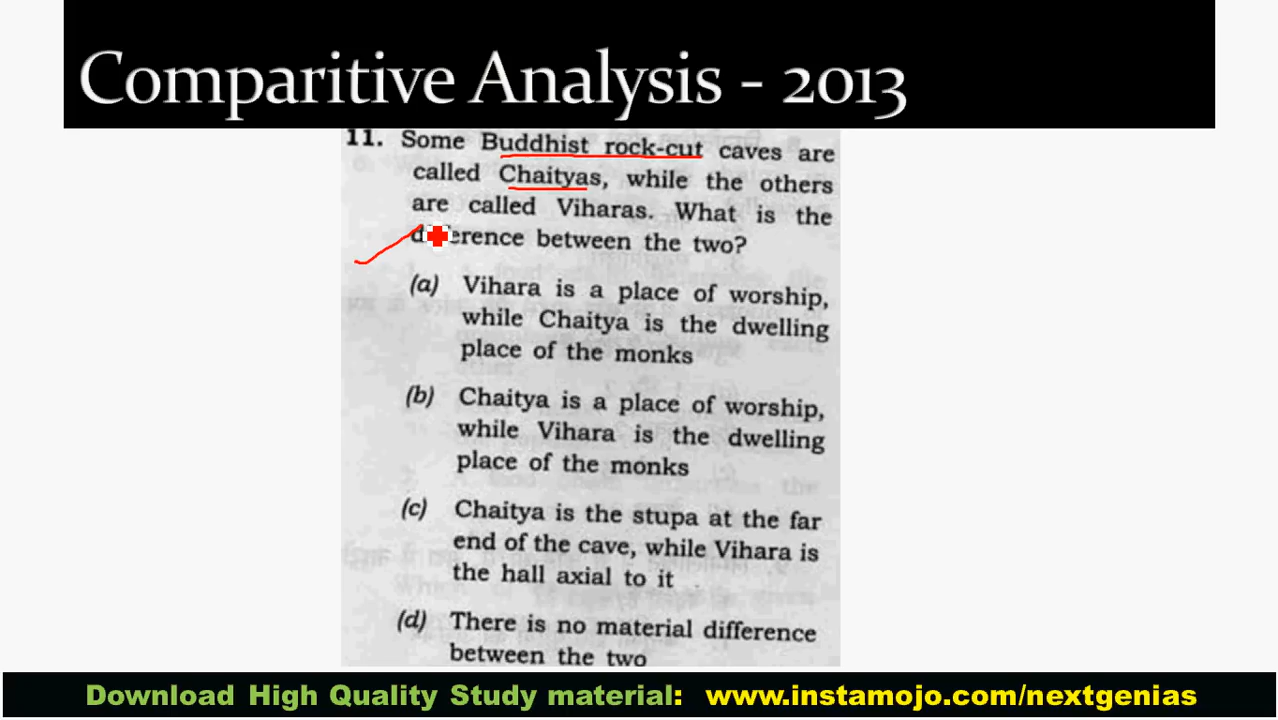 Comparitive Analysis - 2013
11. Some Buddhist rock-cut caves are
called Chaityas, while the others
are called Viharas. What is the
difference between the two?
(a) Vihara is a place of worship,
while Chaitya is the dwelling
place of the monks
(b) Chaitya is a place of worship,
while Vihara is the dwelling
place of the monks
(c) Chaitya is the stupa at the far
end of the cave, while Vihara is
the hall axial to it
(d) There is no material difference
between the two
Download High Quality Study material: www.instamojo.com/nextgenias